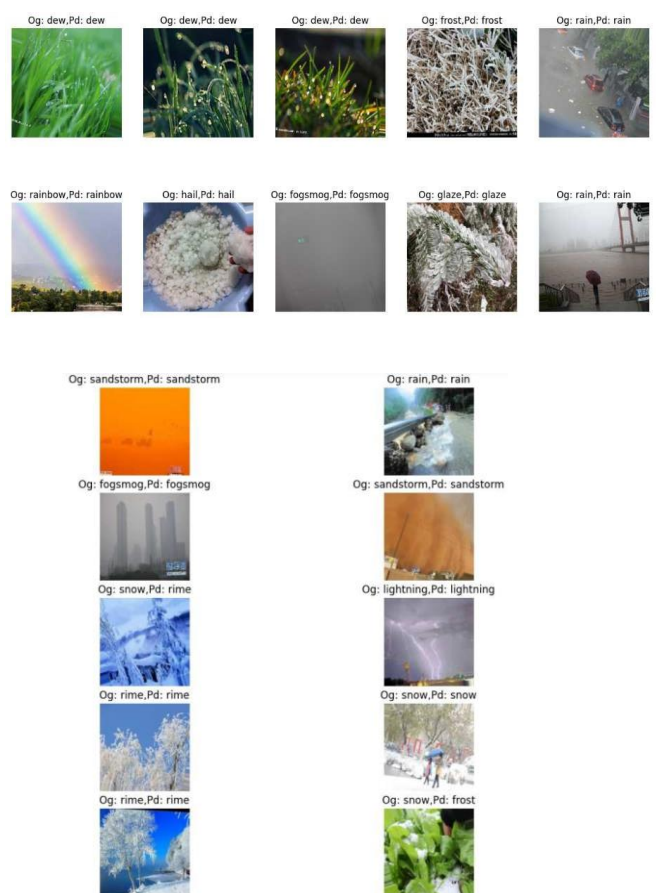 Og: dew,Pd: dew
Og: dew,Pd: dew
Og: dew,Pd: dew
Og: frost,Pd: frost
Og: rain,Pd: rain
Og: rainbow,Pd: rainbow
Og: hail,Pd: hail
Og: fogsmog,Pd: fogsmog
Og: glaze,Pd: glaze
Og: rain,Pd: rain
Og: sandstorm,Pd: sandstorm
Og: rain,Pd: rain
Og: fogsmog,Pd: fogsmog
Og: sandstorm,Pd: sandstorm
Og: snow,Pd: rime
Og: lightning,Pd: lightning
Og: rime,Pd: rime
Og: snow,Pd: snow
Og: rime,Pd: rime
Og: snow,Pd: frost